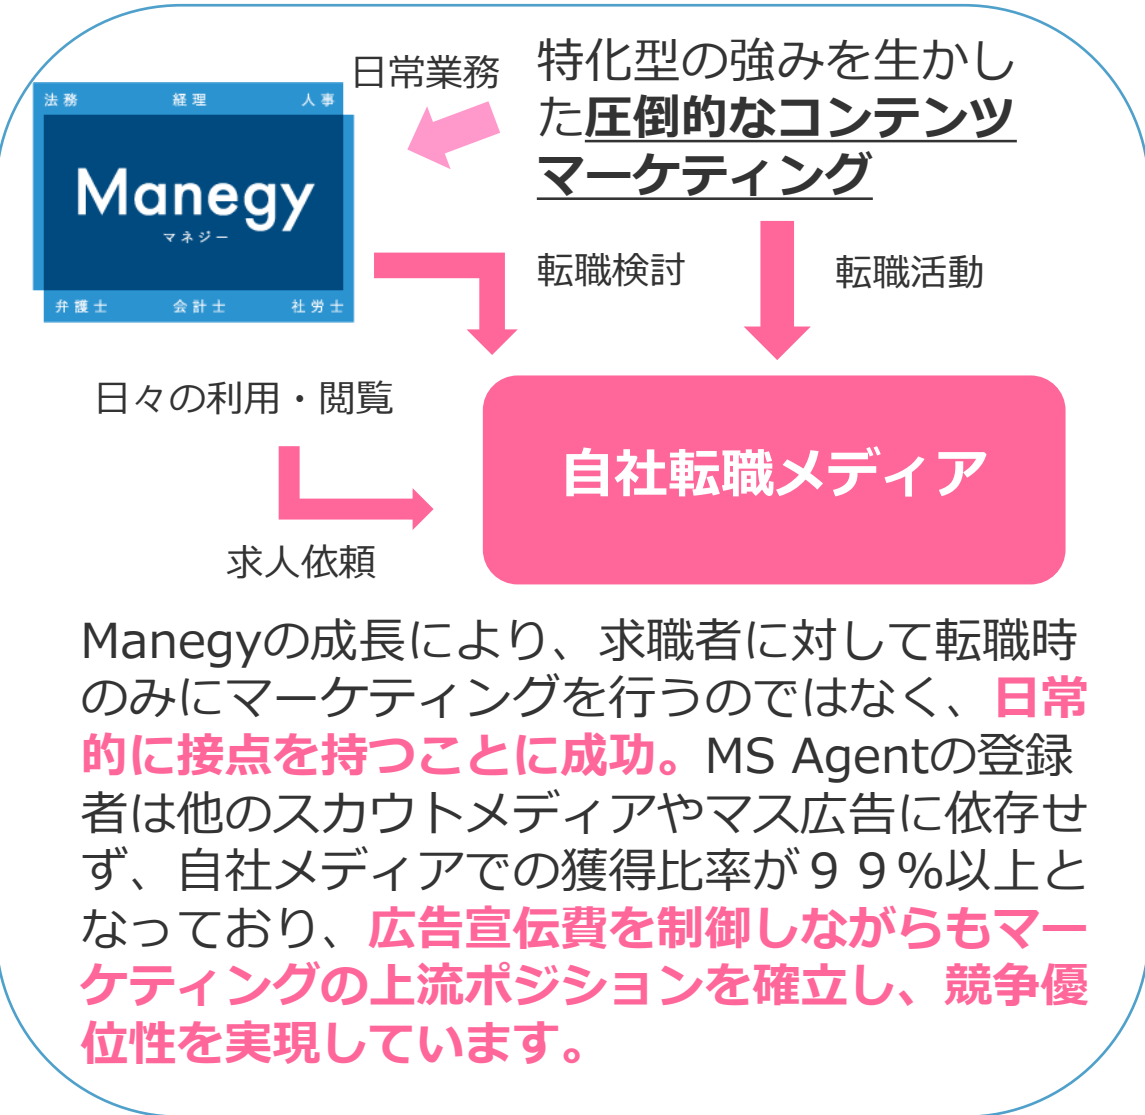 日常業務
特化型の強みを生かし
た圧倒的なコンテンツ
マーケティング
法務 経理 人事
Manegy
マネジー
弁護士 会計士 社労士
転職検討
転職活動
日々の利用・閲覧
自社転職メディア
求人依頼
Manegyの成長により、求職者に対して転職時
のみにマーケティングを行うのではなく、日常
的に接点を持つことに成功。MS Agentの登録
者は他のスカウトメディアやマス広告に依存せ
ず、自社メディアでの獲得比率が９９%以上と
なっており、広告宣伝費を制御しながらもマー
ケティングの上流ポジションを確立し、競争優
位性を実現しています。